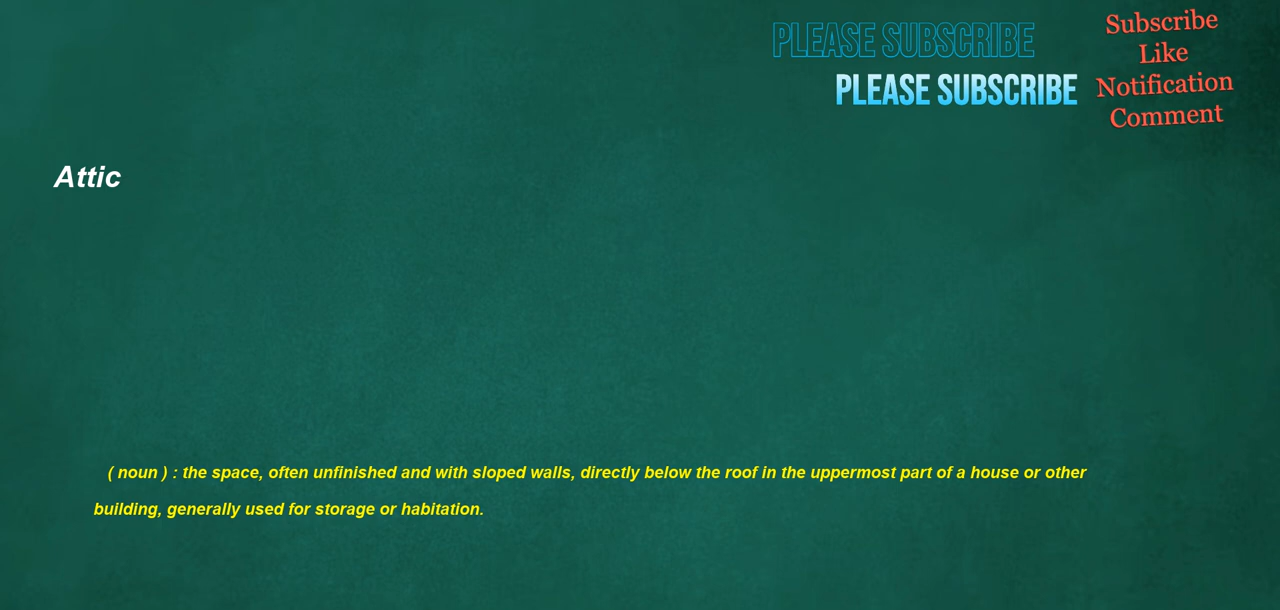 PLEASE SUBSCRIBE
PLEASE SUBSCRIBE
Subscribe
Like
Notification
Comment
Attic
( noun ) : the space, often unfinished and with sloped walls, directly below the roof in the uppermost part of a house or other
building, generally used for storage or habitation.